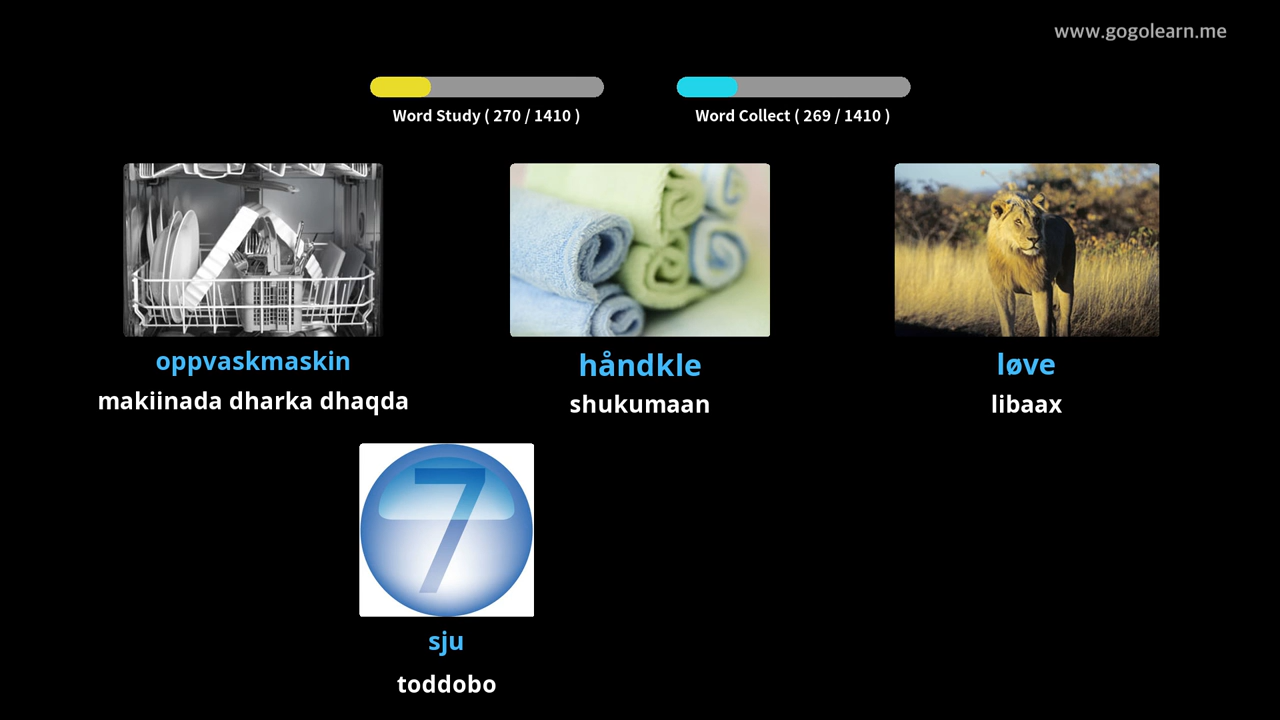 www.gogolearn.me
Word Study ( 270 / 1410 )
Word Collect ( 269 / 1410 )
oppvaskmaskin
håndkle
løve
makiinada dharka dhaqda
shukumaan
libaax
7
sju
toddobo